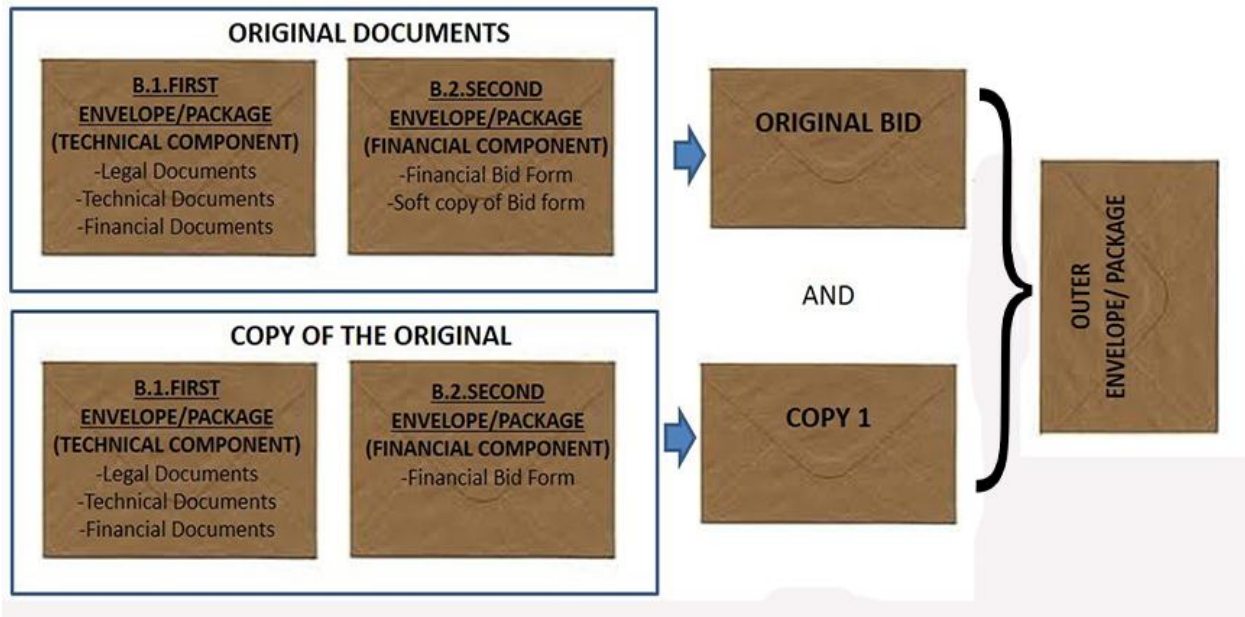 ORIGINAL DOCUMENTS
B.1.FIRST
ENVELOPE/PACKAGE
(TECHNICAL COMPONENT)
-Legal Documents
-Technical Documents
-Financial Documents
B.2.SECOND
ENVELOPE/PACKAGE
(FINANCIAL COMPONENT)
-Financial Bid Form
-Soft copy of Bid form
ORIGINAL BID
AND
COPY OF THE ORIGINAL
B.1.FIRST
ENVELOPE/PACKAGE
(TECHNICAL COMPONENT)
-Legal Documents
-Technical Documents
-Financial Documents
B.2.SECOND
ENVELOPE/PACKAGE
(FINANCIAL COMPONENT)
-Financial Bid Form
COPY 1
OUTER
ENVELOPE/ PACKAGE